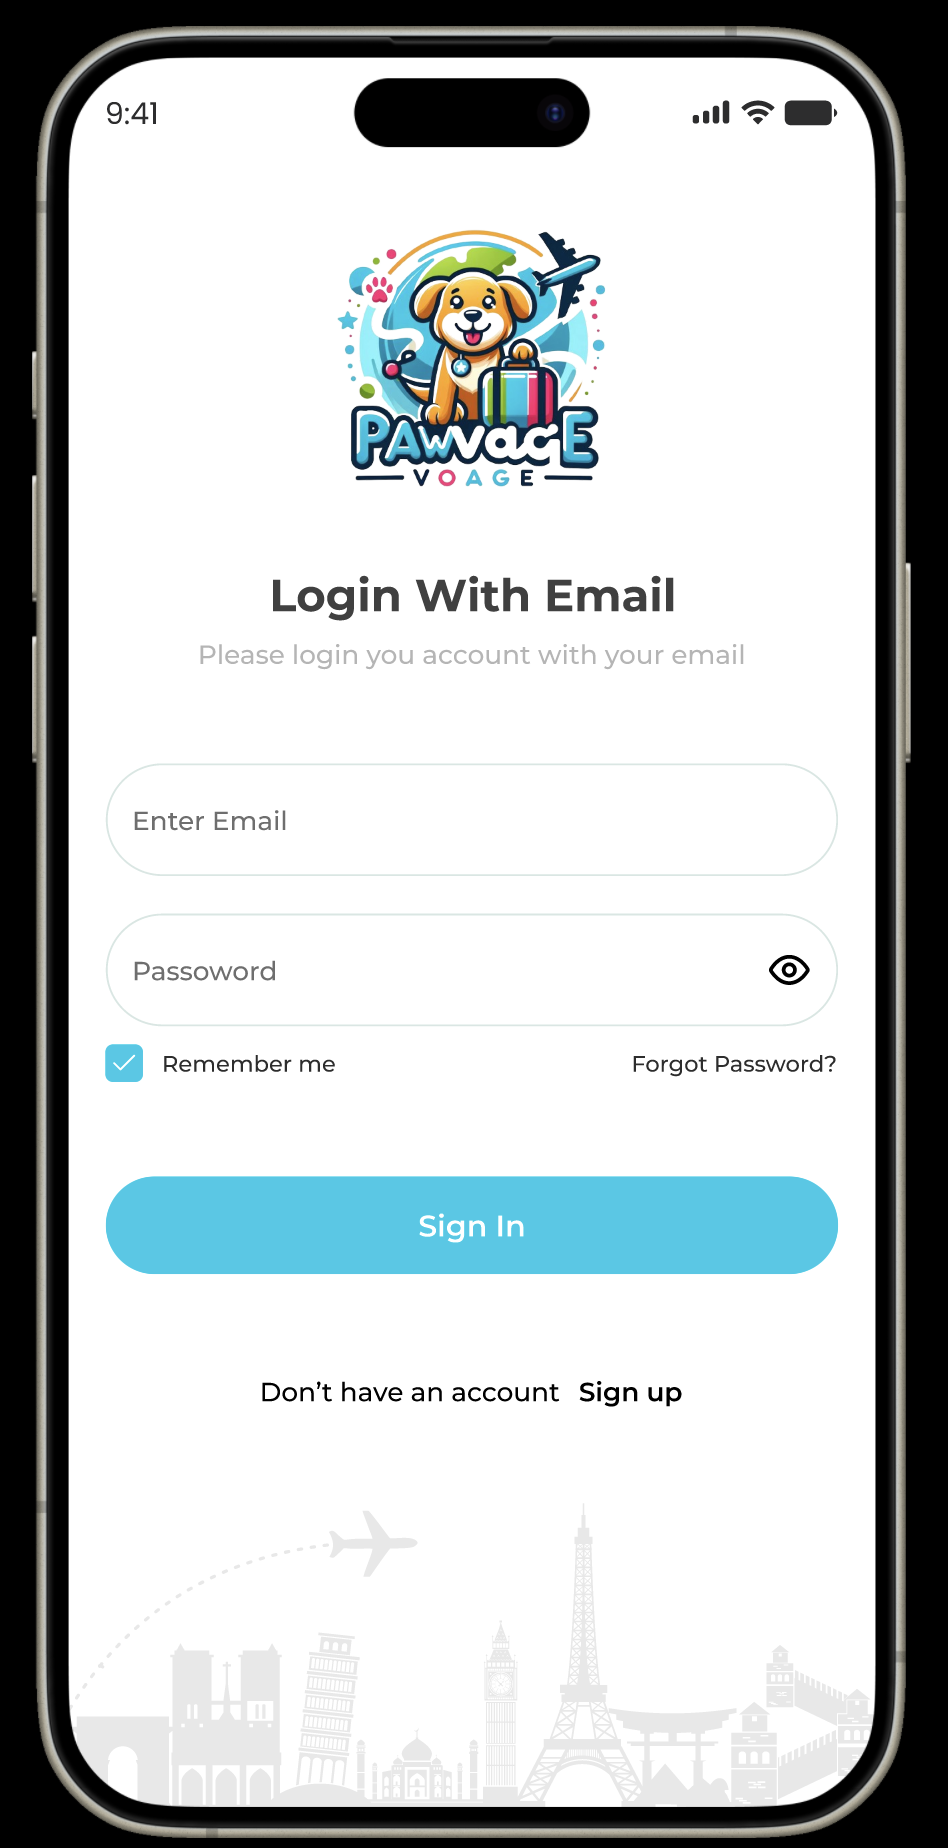 9:41
PAWVagE
VOAGE
Login With Email
Please login you account with your email
Enter Email
Passoword
Remember me
Forgot Password?
Sign In
Don’t have an account Sign up